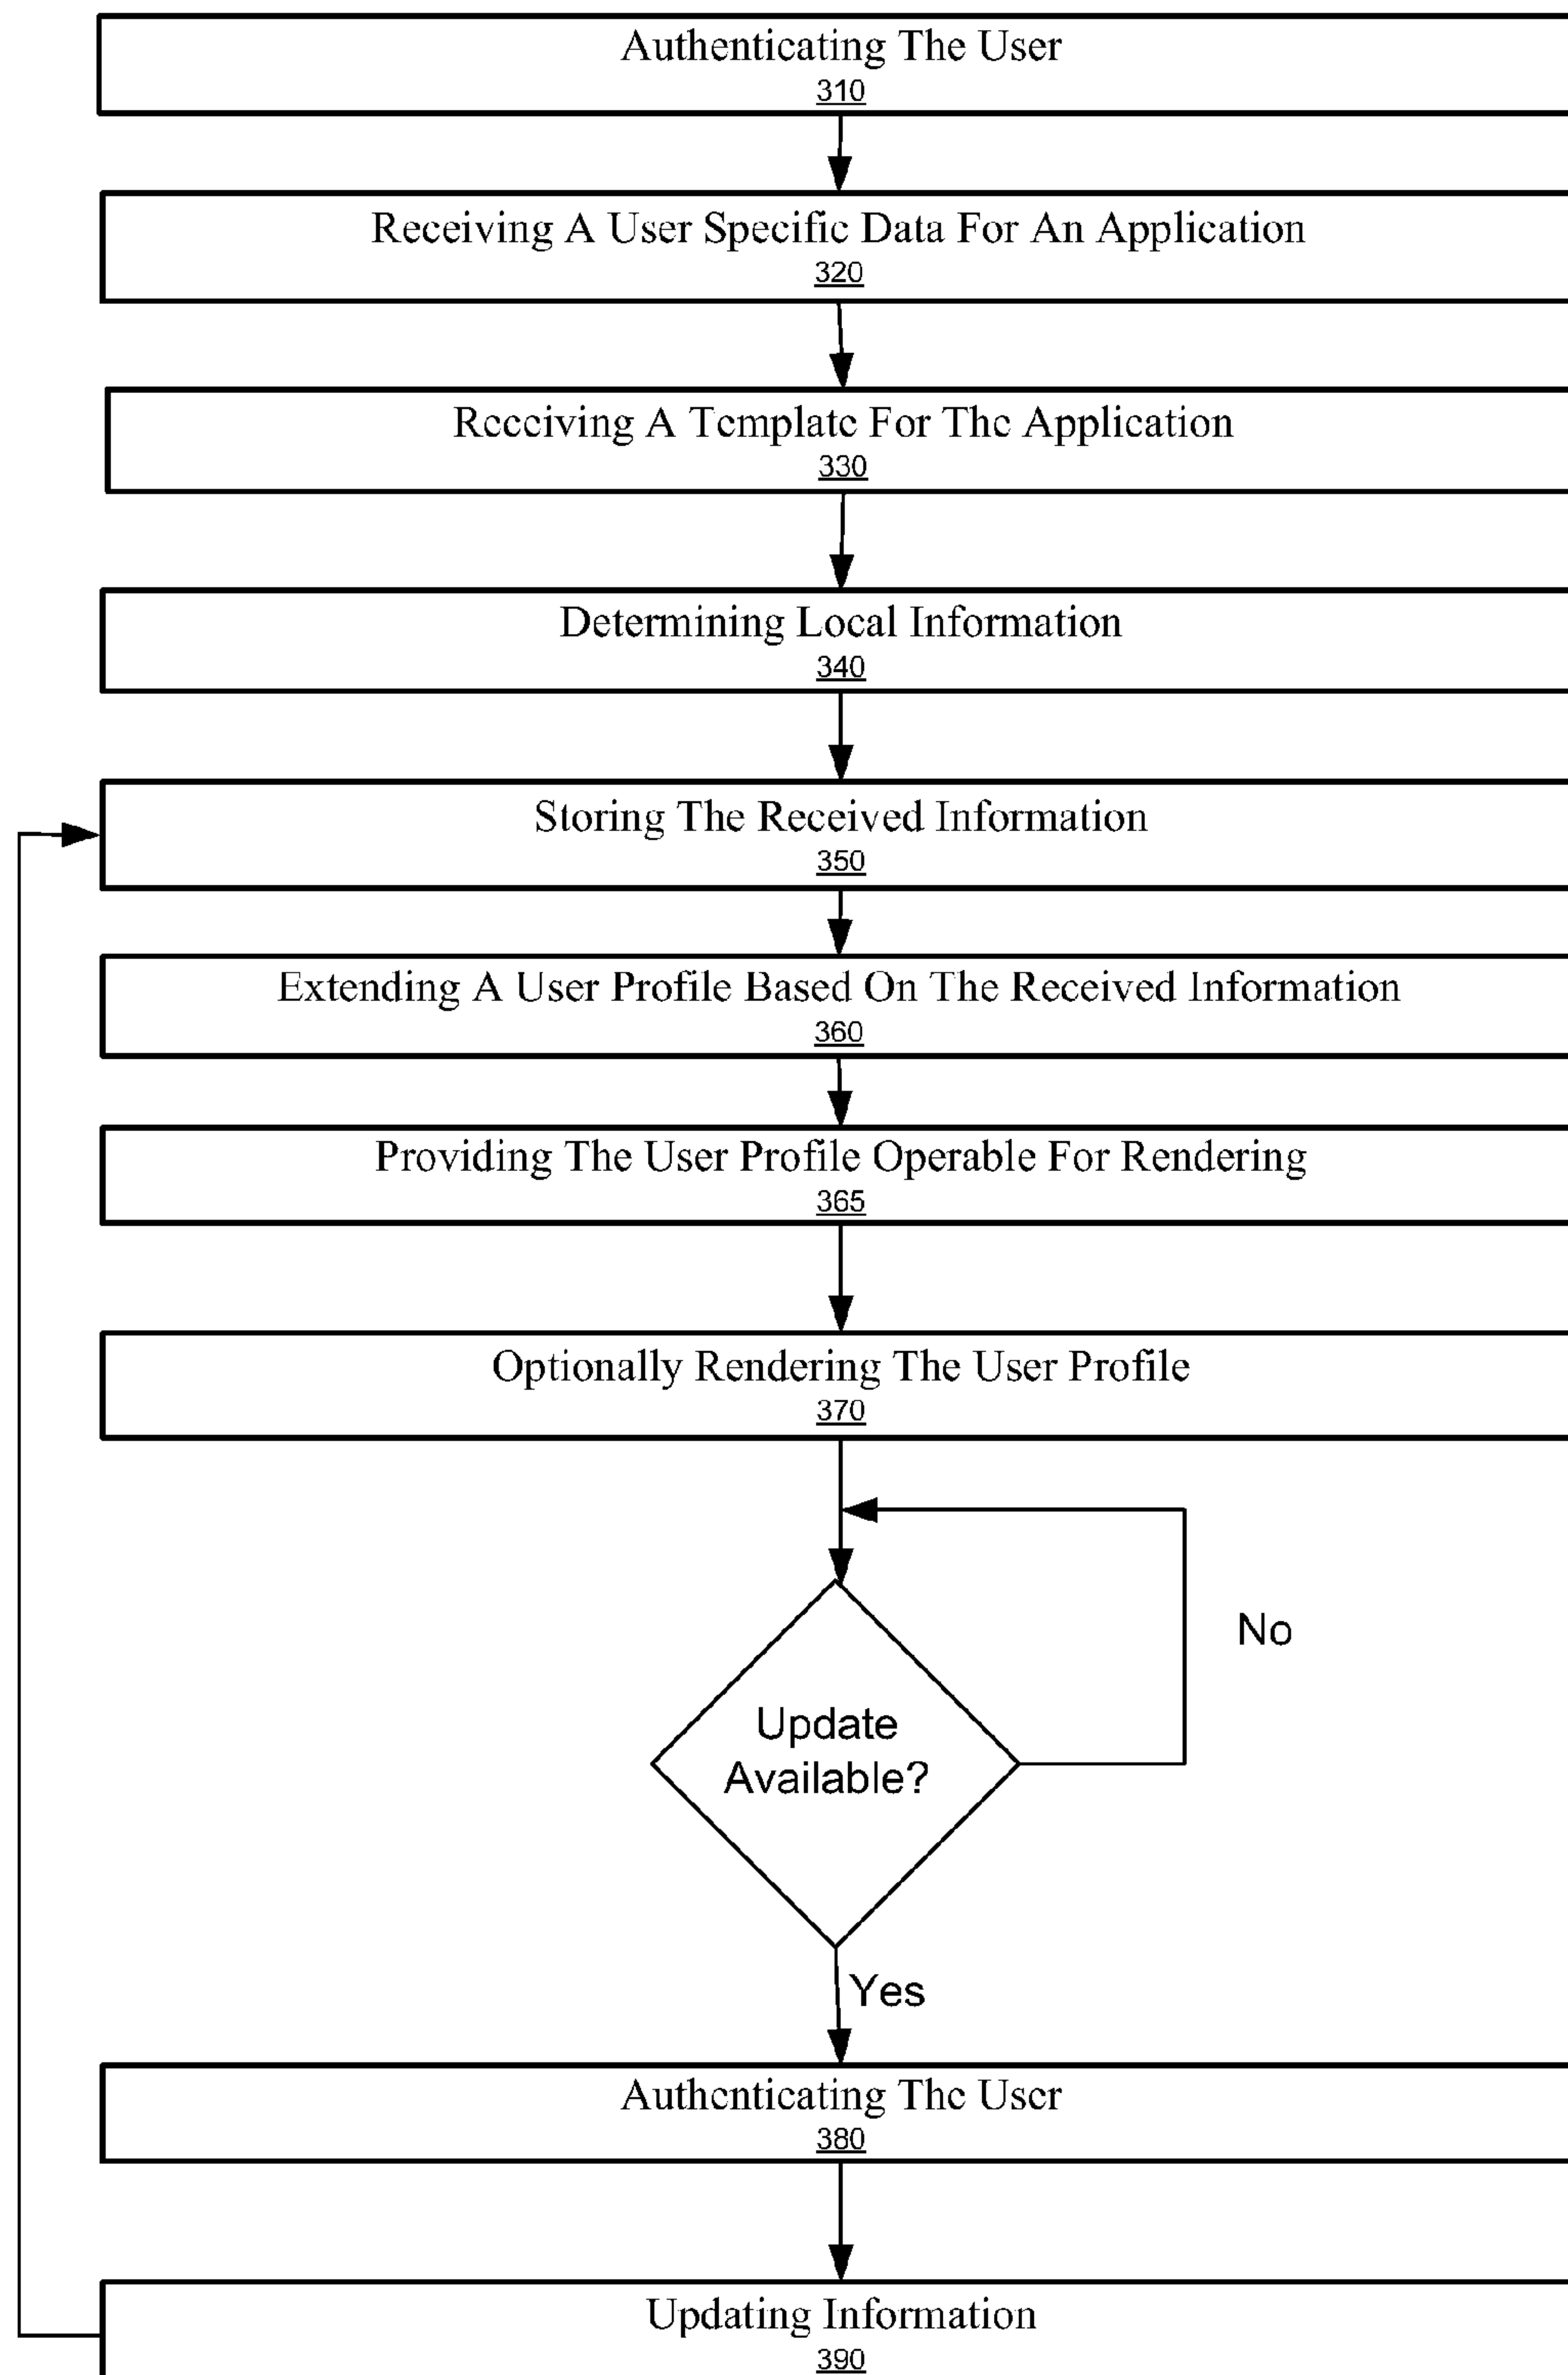 Authenticating The User
310
Receiving A User Specific Data For An Application
320
Receiving A Template For The Application
330
Determining Local Information
340
Storing The Received Information
350
Extending A User Profile Based On The Received Information
360
Providing The User Profile Operable For Rendering
365
Optionally Rendering The User Profile
370
No
Update
Available?
Yes
Authenticating The User
380
Updating Information
390